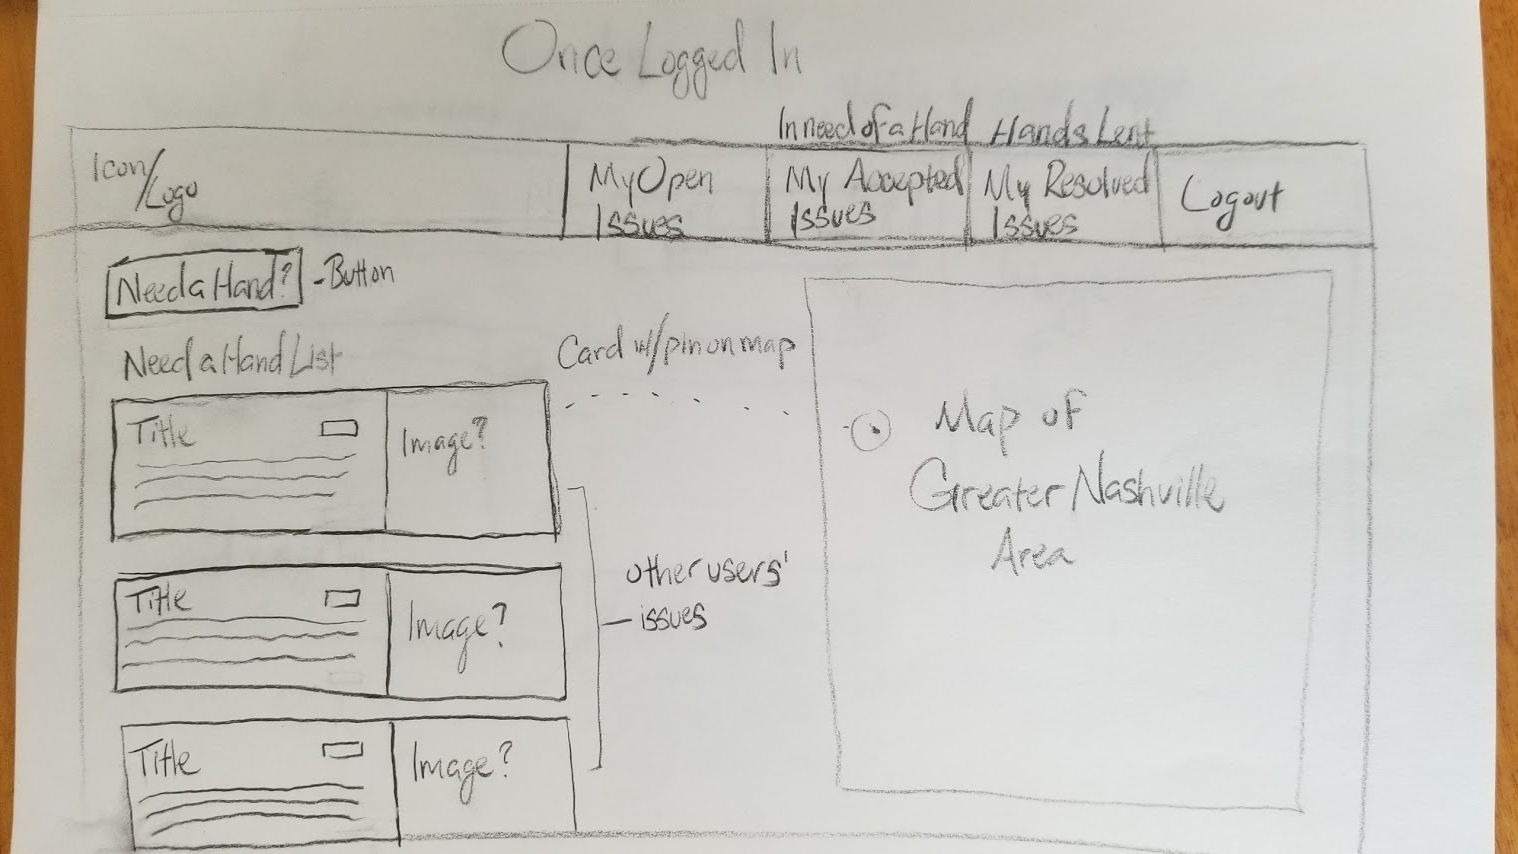 Once Logged In
In need of a Hand Hands Lent
Icon/
Logo
My Open
Issues
My Accepted
Issues
My Resolved
Issues
Logout
Need a Hand? - Button
Need a Hand List
Card w/pin on map
Title
Image?
Map of
Greater Nashville
Area
other users'
issues
Title
Image?
Title
Image?